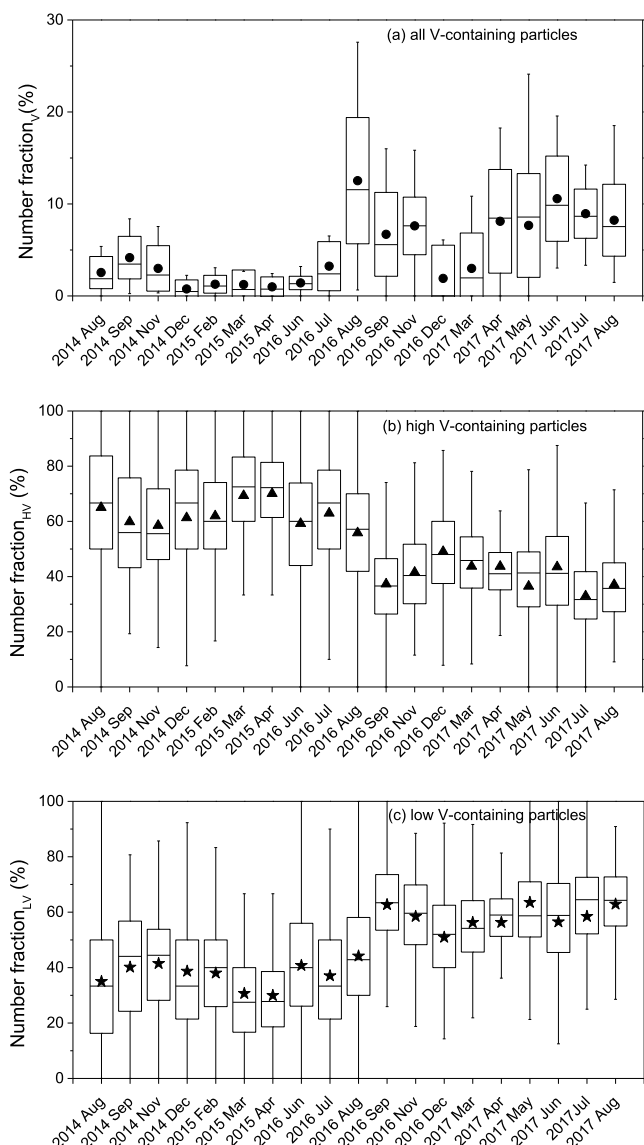 (a) all V-containing particles
Number fraction_V(%)
30
20
10
0
2014 Aug
2014 Sep
2014 Nov
2014 Dec
2015 Feb
2015 Mar
2015 Apr
2016 Jun
2016 Jul
2016 Aug
2016 Sep
2016 Nov
2016 Dec
2017 Mar
2017 Apr
2017 May
2017 Jun
2017Jul
2017 Aug
(b) high V-containing particles
Number fraction_HV (%)
100
80
60
40
20
0
2014 Aug
2014 Sep
2014 Nov
2014 Dec
2015 Feb
2015 Mar
2015 Apr
2016 Jun
2016 Jul
2016 Aug
2016 Sep
2016 Nov
2016 Dec
2017 Mar
2017 Apr
2017 May
2017 Jun
2017Jul
2017 Aug
(c) low V-containing particles
Number fraction_LV (%)
100
80
60
40
20
0
2014 Aug
2014 Sep
2014 Nov
2014 Dec
2015 Feb
2015 Mar
2015 Apr
2016 Jun
2016 Jul
2016 Aug
2016 Sep
2016 Nov
2016 Dec
2017 Mar
2017 Apr
2017 May
2017 Jun
2017Jul
2017 Aug